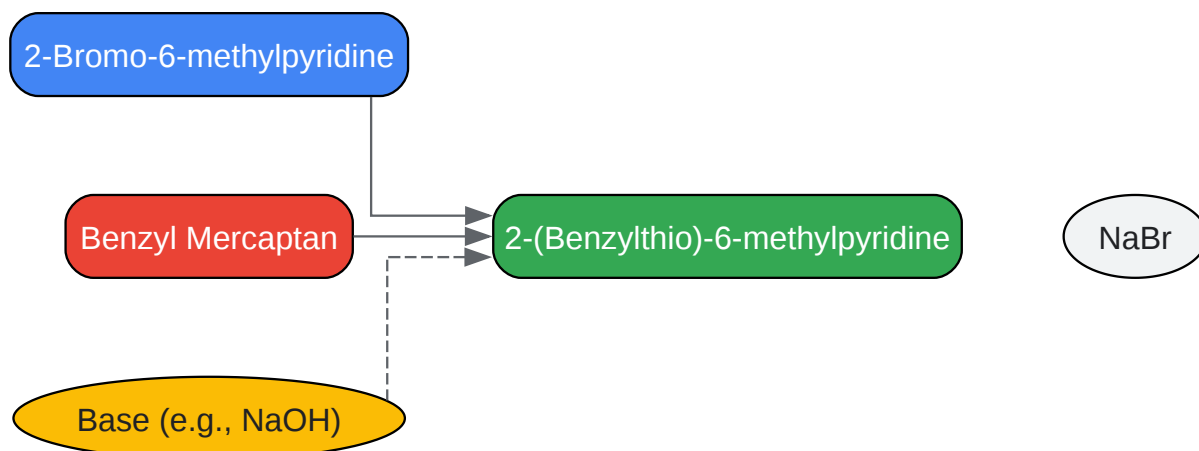 2-Bromo-6-methylpyridine
Benzyl Mercaptan
2-(Benzylthio)-6-methylpyridine
NaBr
Base (e.g., NaOH)